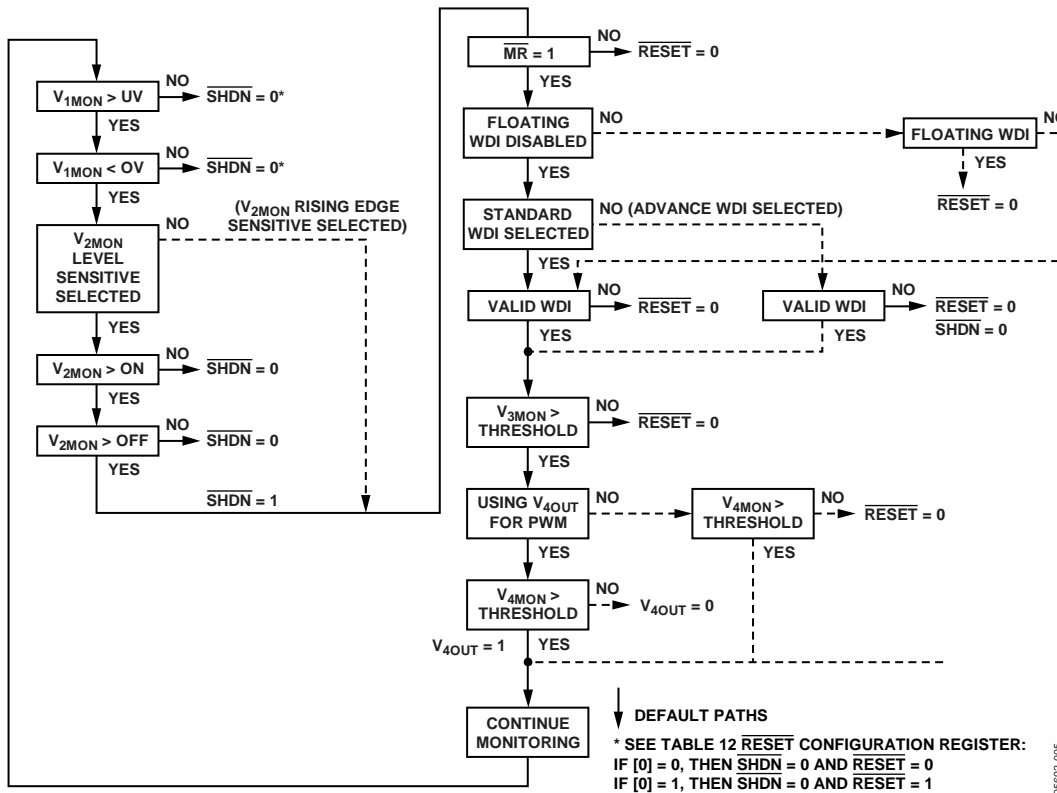 V1MON > UV
NO
SHDN = 0*
YES
V1MON < OV
NO
SHDN = 0*
YES
V2MON
LEVEL
SENSITIVE
SELECTED
NO
(V2MON RISING EDGE
SENSITIVE SELECTED)
YES
V2MON > ON
NO
SHDN = 0
YES
V2MON > OFF
NO
SHDN = 0
YES
SHDN = 1
MR = 1
NO
RESET = 0
YES
FLOATING
WDI DISABLED
NO
FLOATING WDI
NO
YES
RESET = 0
YES
STANDARD
WDI SELECTED
NO (ADVANCE WDI SELECTED)
YES
VALID WDI
NO
RESET = 0
YES
VALID WDI
NO
RESET = 0
SHDN = 0
YES
V3MON >
THRESHOLD
NO
RESET = 0
YES
USING V4OUT
FOR PWM
NO
V4MON >
THRESHOLD
NO
RESET = 0
YES
YES
V4MON >
THRESHOLD
NO
V4OUT = 0
V4OUT = 1
YES
CONTINUE
MONITORING
DEFAULT PATHS
* SEE TABLE 12 RESET CONFIGURATION REGISTER:
IF [0] = 0, THEN SHDN = 0 AND RESET = 0
IF [0] = 1, THEN SHDN = 0 AND RESET = 1